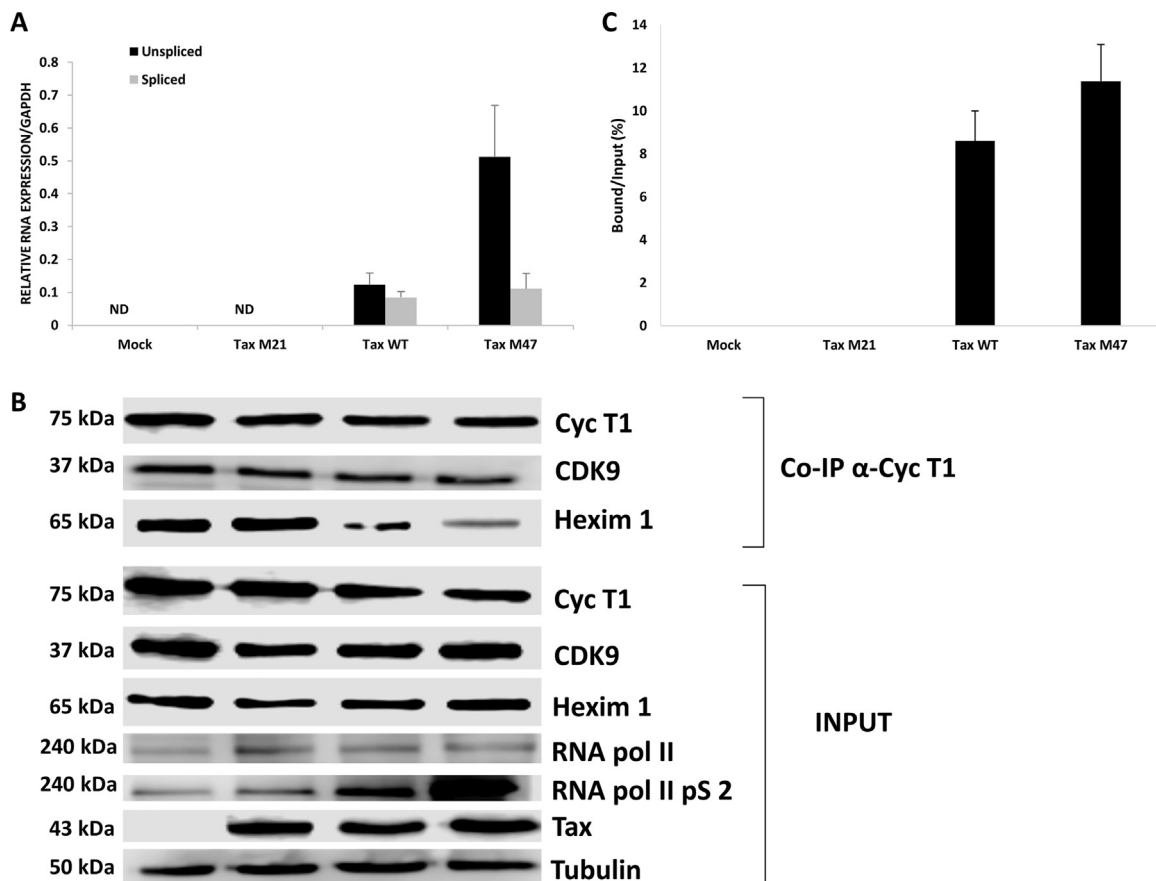 A
Unspliced
Spliced
RELATIVE RNA EXPRESSION/GAPDH
0.8
0.7
0.6
0.5
0.4
0.3
0.2
0.1
0
ND
ND
Mock
Tax M21
Tax WT
Tax M47
C
Bound/Input (%)
14
12
10
8
6
4
2
0
Mock
Tax M21
Tax WT
Tax M47
B
75 kDa
Cyc T1
37 kDa
CDK9
65 kDa
Hexim 1
Co-IP α-Cyc T1
75 kDa
Cyc T1
37 kDa
CDK9
65 kDa
Hexim 1
240 kDa
RNA pol II
240 kDa
RNA pol II pS 2
43 kDa
Tax
50 kDa
Tubulin
INPUT